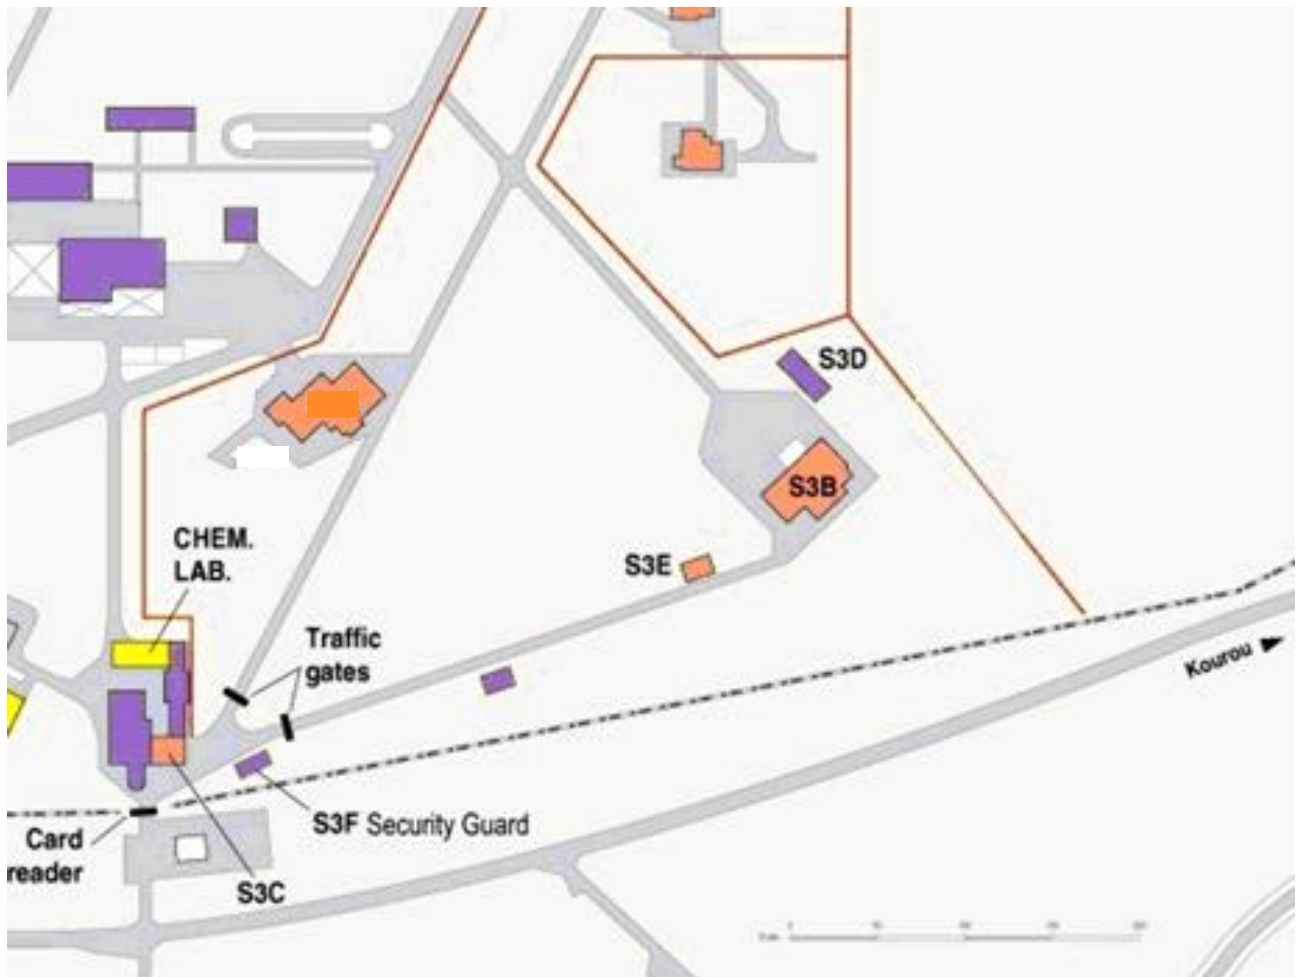 S3D
S3B
CHEM.
LAB.
S3E
Traffic
gates
Kourou
S3F Security Guard
Card
reader
S3C